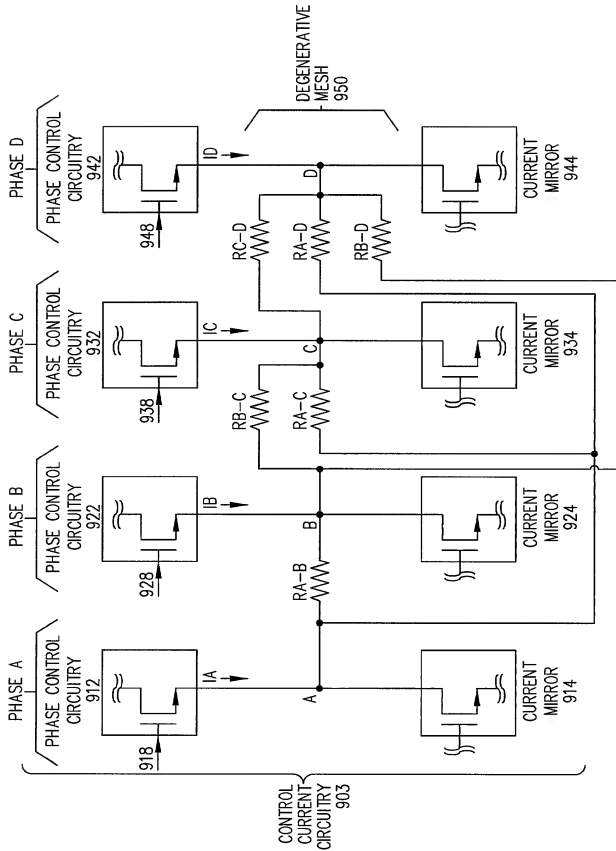 PHASE A
PHASE CONTROL
CIRCUITRY
912
918
IA
PHASE B
PHASE CONTROL
CIRCUITRY
922
928
IB
PHASE C
PHASE CONTROL
CIRCUITRY
932
938
IC
PHASE D
PHASE CONTROL
CIRCUITRY
942
948
ID
CONTROL
CURRENT
CIRCUITRY
903
DEGENERATIVE
MESH
950
A
RA-B
B
RB-C
RA-C
C
RC-D
RA-D
RB-D
D
CURRENT
MIRROR
914
CURRENT
MIRROR
924
CURRENT
MIRROR
934
CURRENT
MIRROR
944